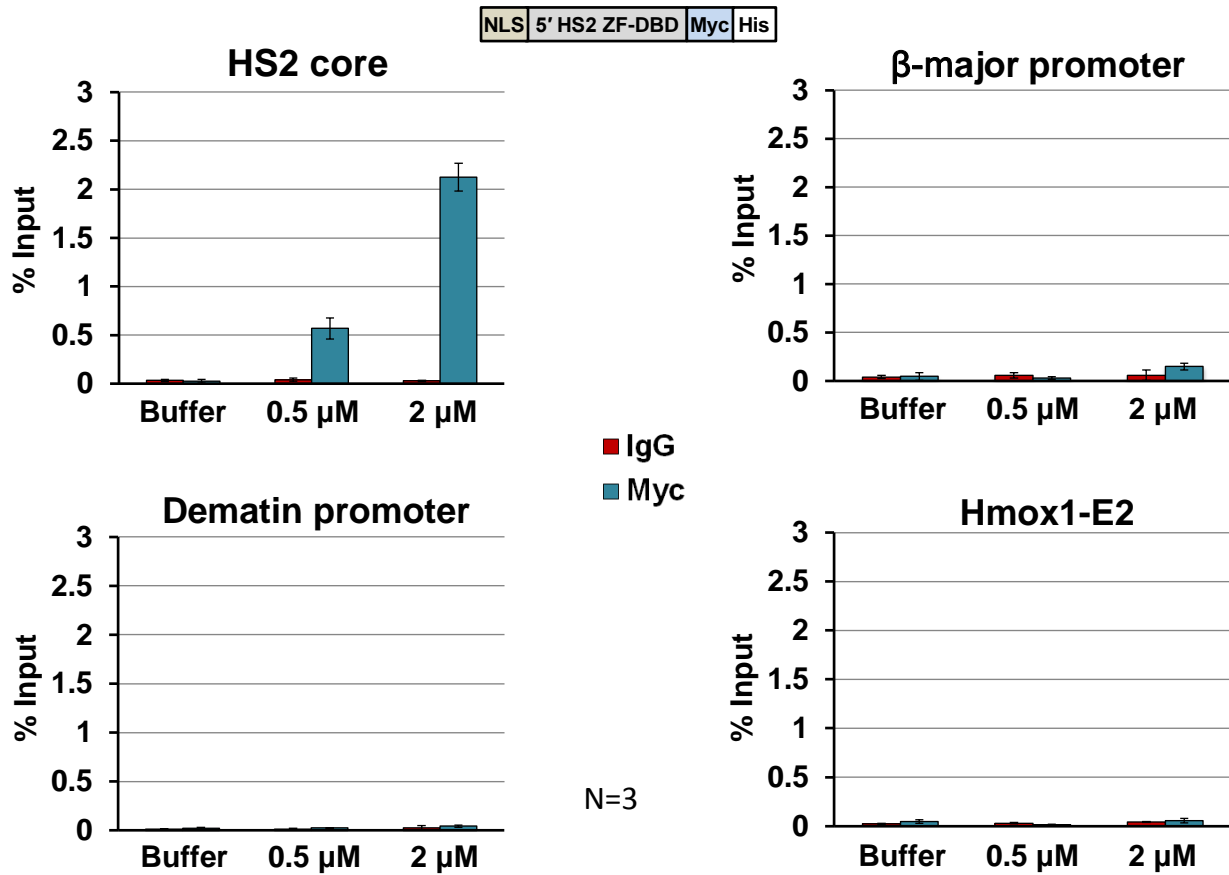 NLS 5′ HS2 ZF-DBD Myc His
HS2 core
3
2.5
2
1.5
1
0.5
0
% Input
Buffer 0.5 µM 2 µM
β-major promoter
3
2.5
2
1.5
1
0.5
0
% Input
Buffer 0.5 µM 2 µM
IgG
Myc
Dematin promoter
3
2.5
2
1.5
1
0.5
0
% Input
Buffer 0.5 µM 2 µM
N=3
Hmox1-E2
3
2.5
2
1.5
1
0.5
0
% Input
Buffer 0.5 µM 2 µM